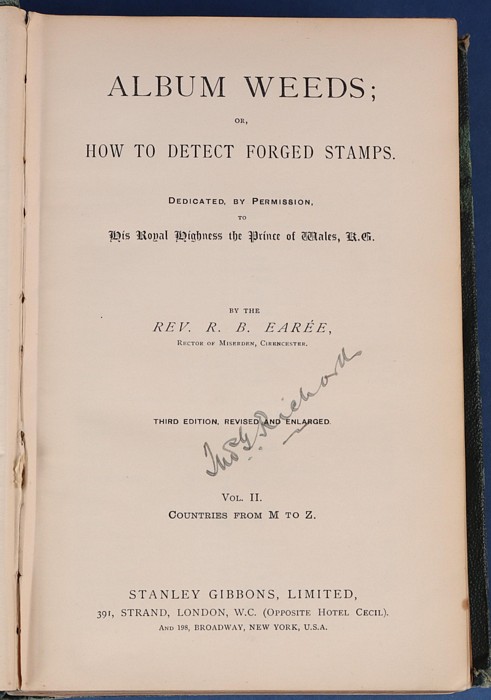 ALBUM WEEDS;
OR,
HOW TO DETECT FORGED STAMPS.
DEDICATED, BY PERMISSION,
TO
His Royal Highness the Prince of Wales, K.G.
BY THE
REV. R. B. EARÉE,
RECTOR OF MISERDEN, CIRENCESTER.
THIRD EDITION, REVISED AND ENLARGED.
Thos G Richards
VOL. II.
COUNTRIES FROM M TO Z.
STANLEY GIBBONS, LIMITED,
391, STRAND, LONDON, W.C. (OPPOSITE HOTEL CECIL).
AND 198, BROADWAY, NEW YORK, U.S.A.